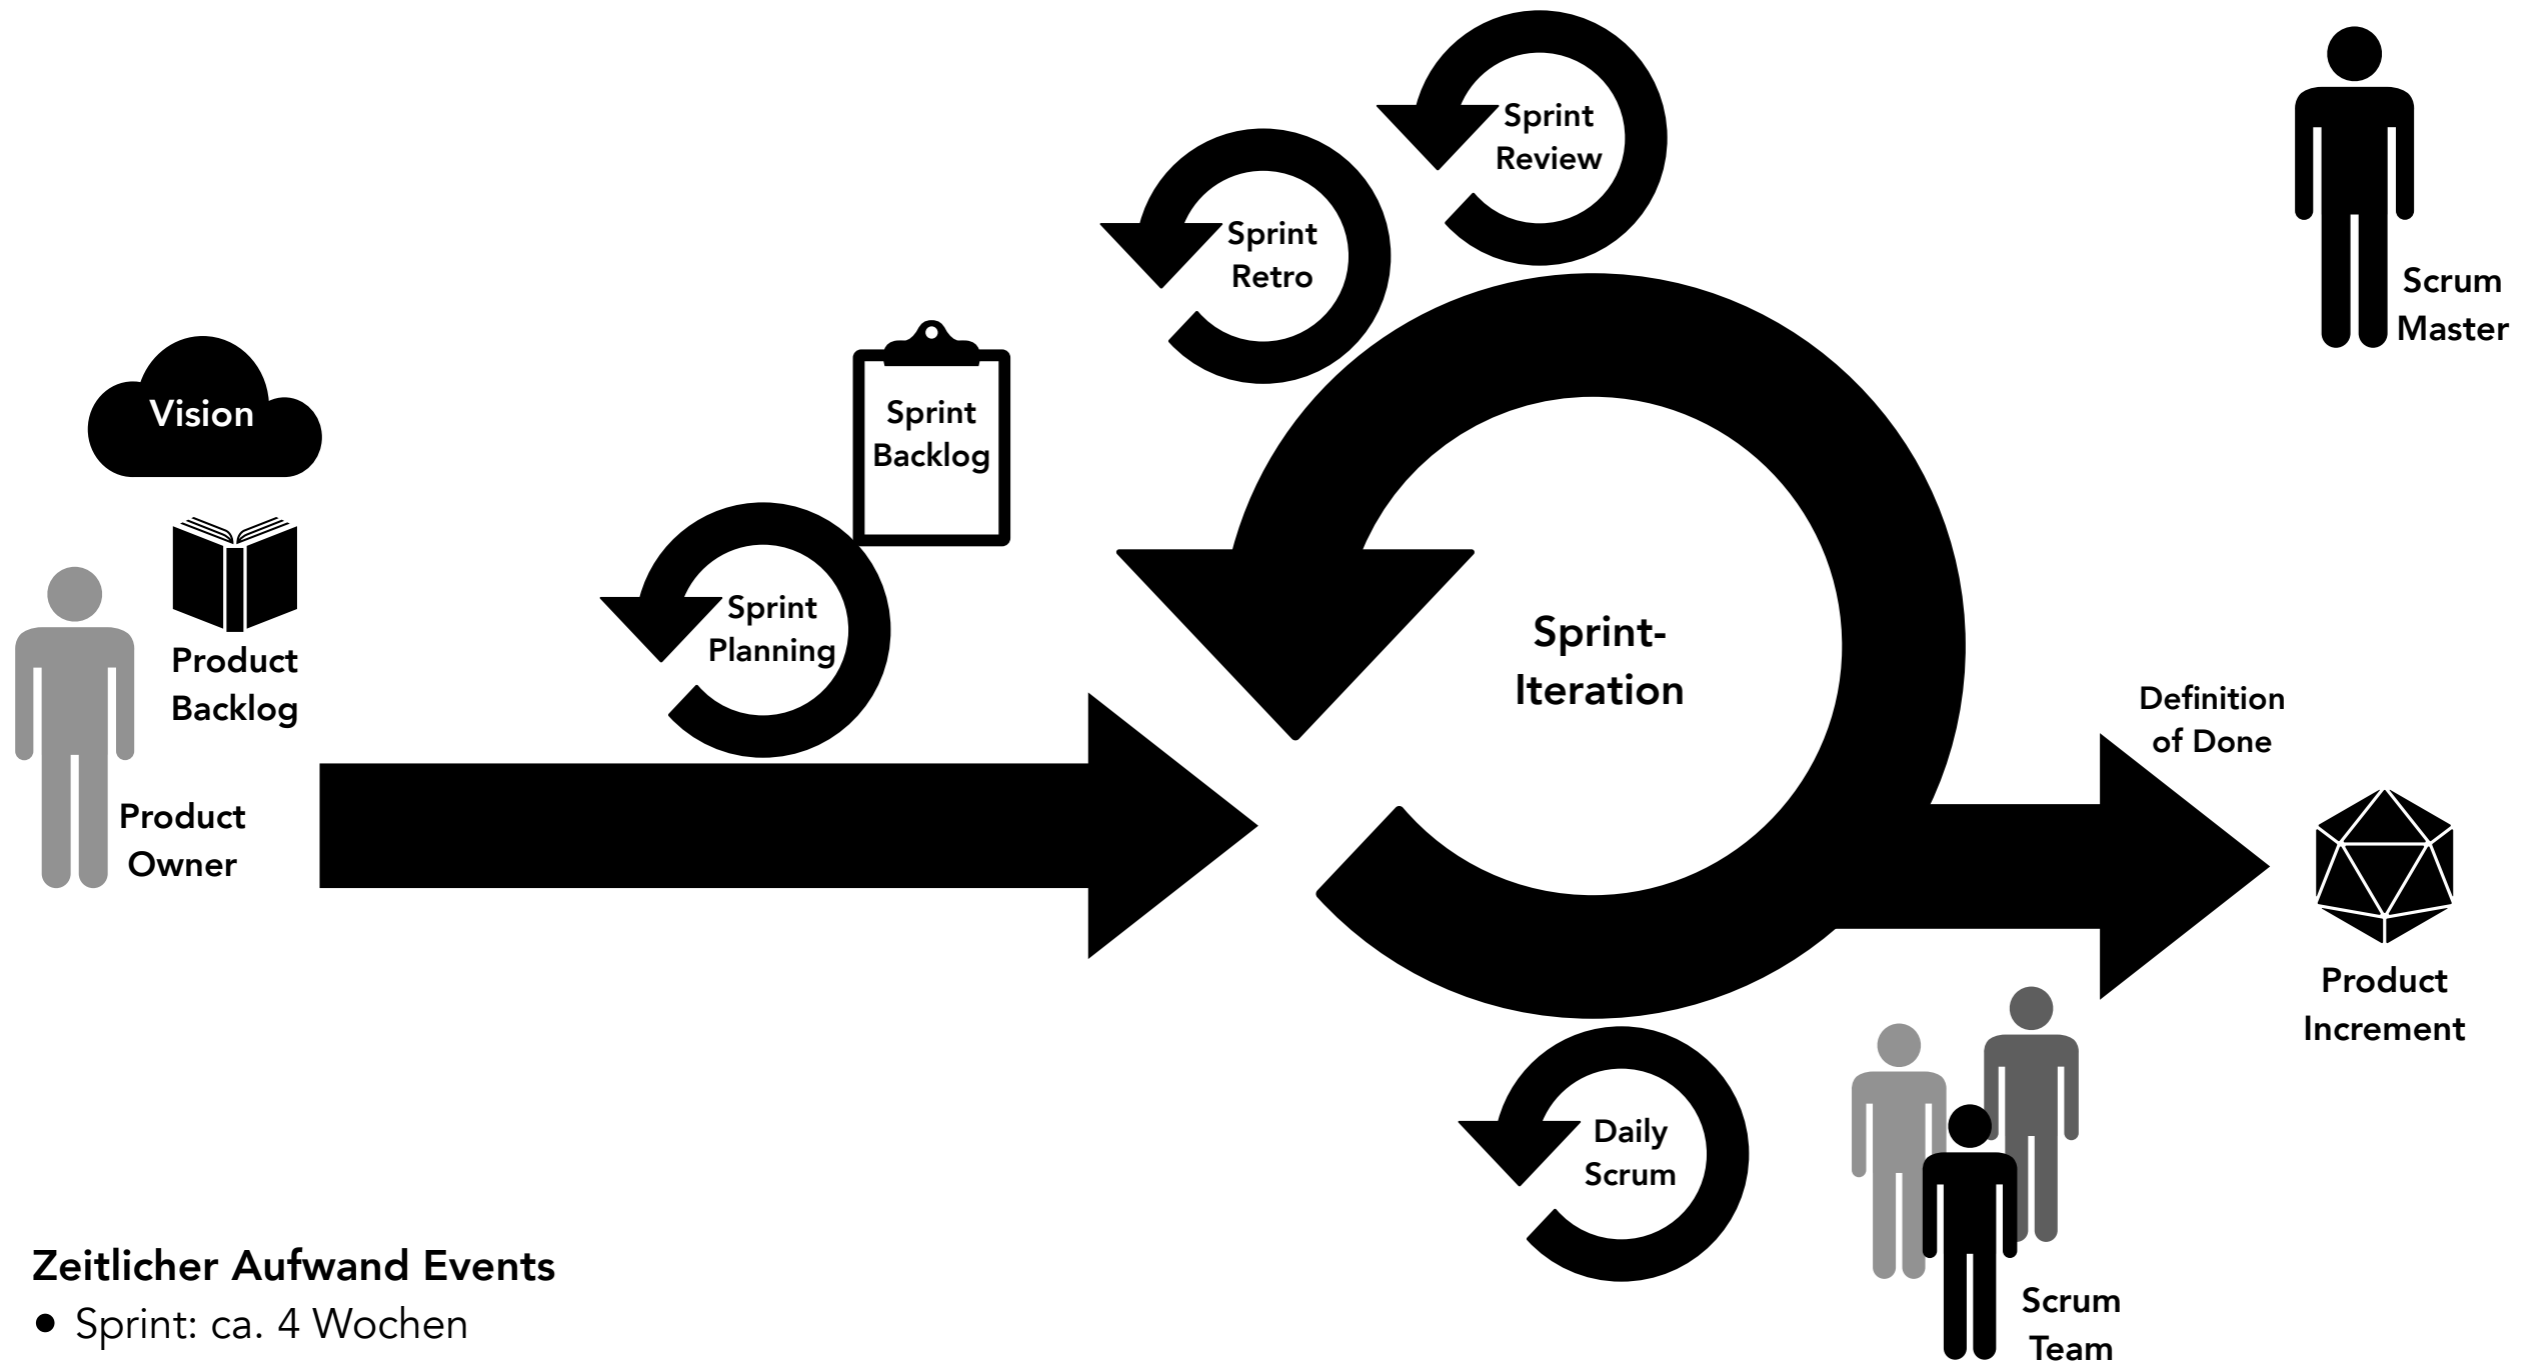 Sprint
Review
Sprint
Retro
Scrum
Master
Vision
Sprint
Backlog
Sprint
Planning
Product
Backlog
Sprint-
Iteration
Definition
of Done
Product
Owner
Product
Increment
Daily
Scrum
Scrum
Team
Zeitlicher Aufwand Events
• Sprint: ca. 4 Wochen